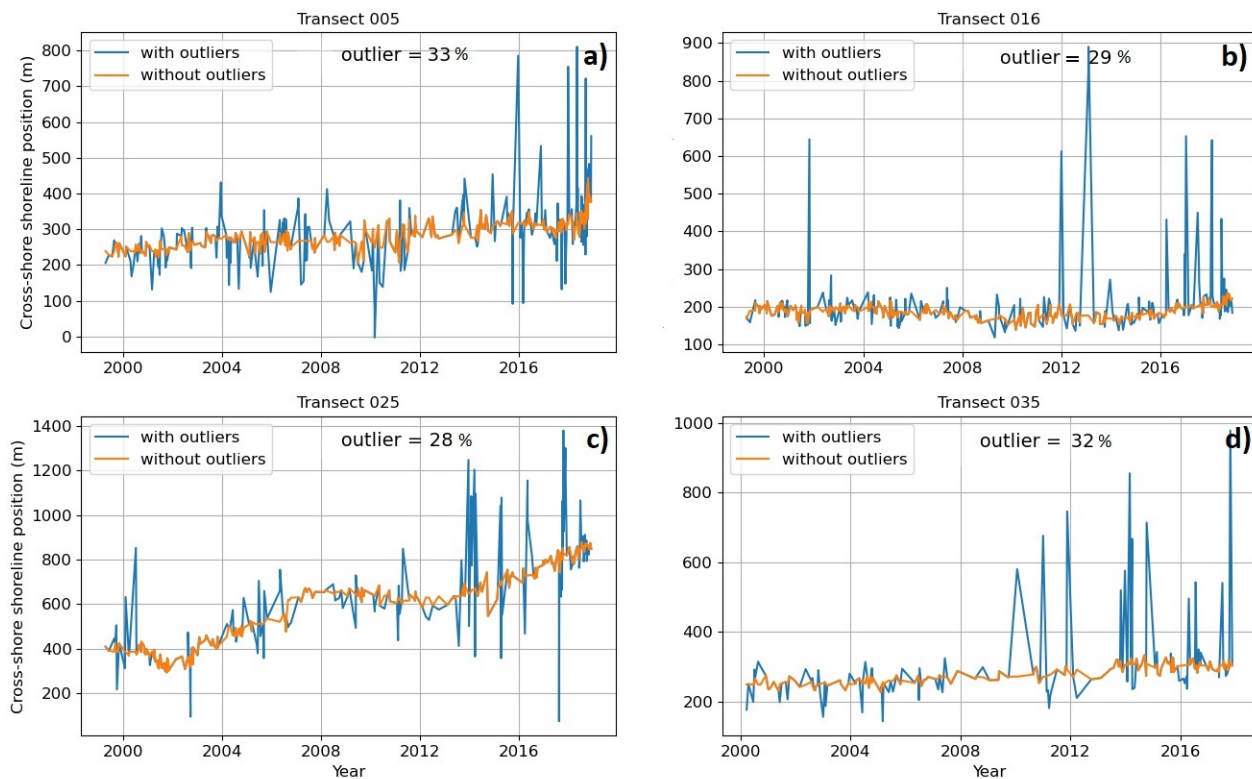 Transect 005
with outliers
without outliers
outlier = 33 %
a)
Cross-shore shoreline position (m)
800
700
600
500
400
300
200
100
0
2000
2004
2008
2012
2016
Transect 016
with outliers
without outliers
outlier = 29 %
b)
900
800
700
600
500
400
300
200
100
2000
2004
2008
2012
2016
Transect 025
with outliers
without outliers
outlier = 28 %
c)
Cross-shore shoreline position (m)
1400
1200
1000
800
600
400
200
2000
2004
2008
2012
2016
Year
Transect 035
with outliers
without outliers
outlier = 32 %
d)
1000
800
600
400
200
2000
2004
2008
2012
2016
Year